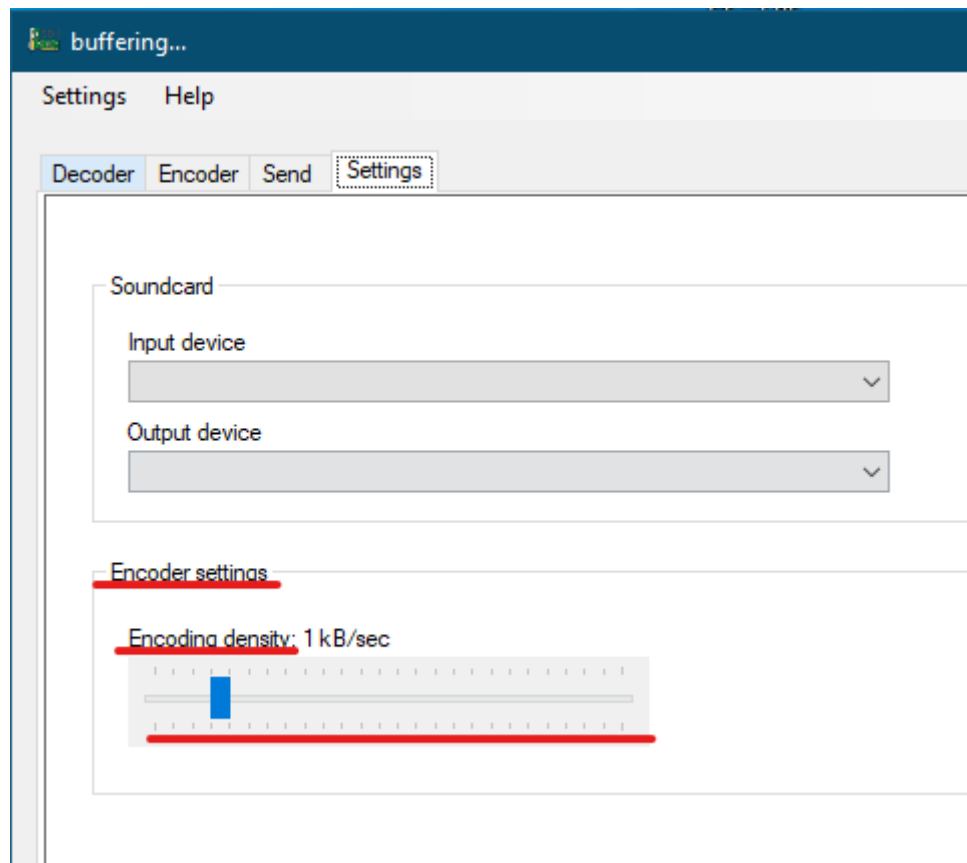 buffering...
Settings Help
Decoder Encoder Send Settings
Soundcard
Input device
Output device
Encoder settings
Encoding density: 1 kB/sec